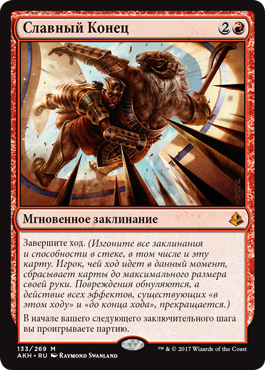 Славный Конец 2
Мгновенное заклинание
Завершите ход. (Изгоните все заклинания
и способности в стеке, в том числе и эту
карту. Игрок, чей ход идет в данный момент,
сбрасывает карты до максимального размера
своей руки. Повреждения обнуляются, а
действие всех эффектов, существующих «в
этом ходу» и «до конца хода», прекращается.)
В начале вашего следующего заключительного шага
вы проигрываете партию.
133/269 M
AKH • RU RAYMOND SWANLAND
™ & © 2017 Wizards of the Coast